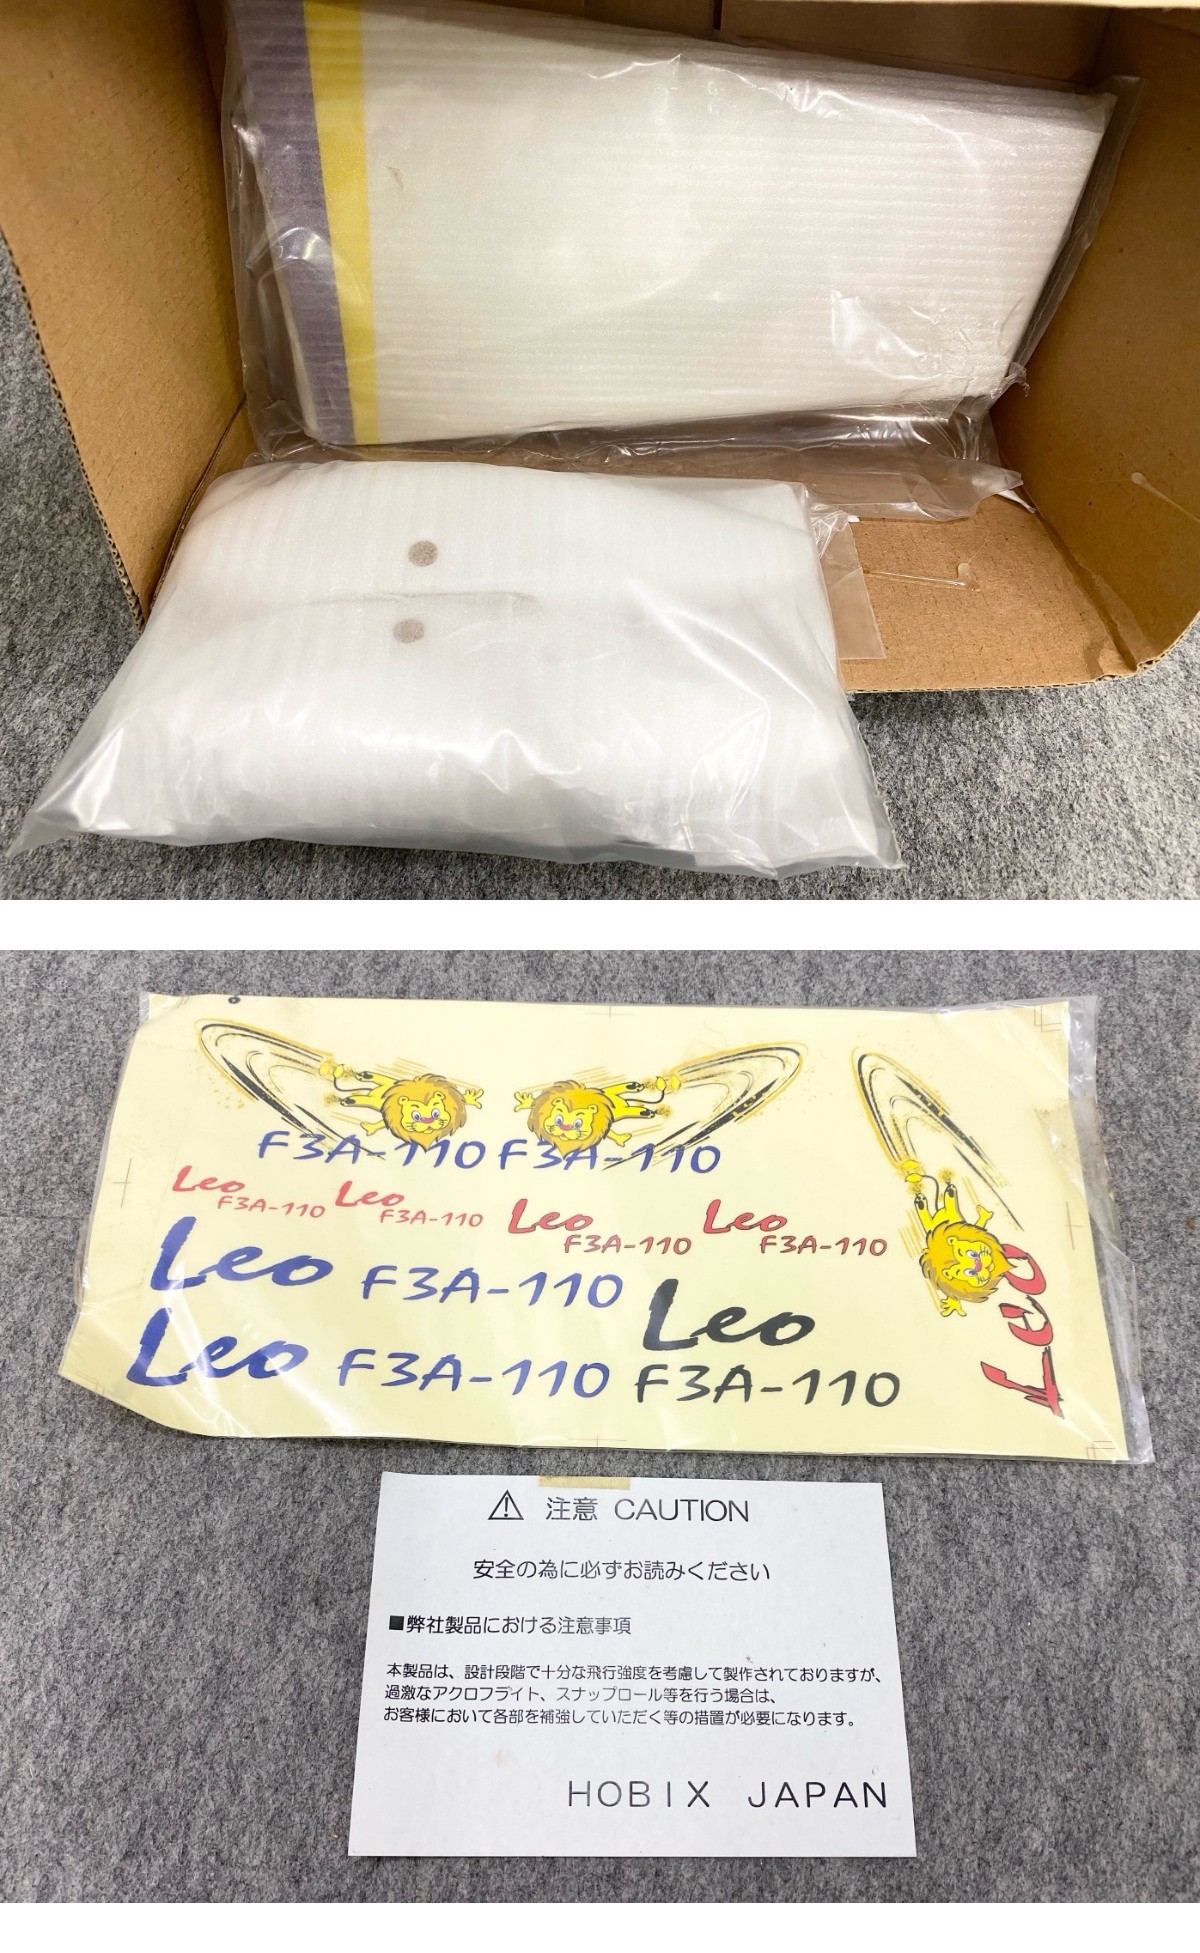 F3A-110 F3A-110
Leo F3A-110 Leo F3A-110 Leo F3A-110 Leo F3A-110
Leo F3A-110
Leo F3A-110
Leo
F3A-110
Leo
⚠ 注意 CAUTION
安全の為に必ずお読みください
■弊社製品における注意事項
本製品は、設計段階で十分な飛行強度を考慮して製作されておりますが、
過激なアクロフライト、スナップロール等を行う場合は、
お客様において各部を補強していただく等の措置が必要になります。
HOBIX JAPAN